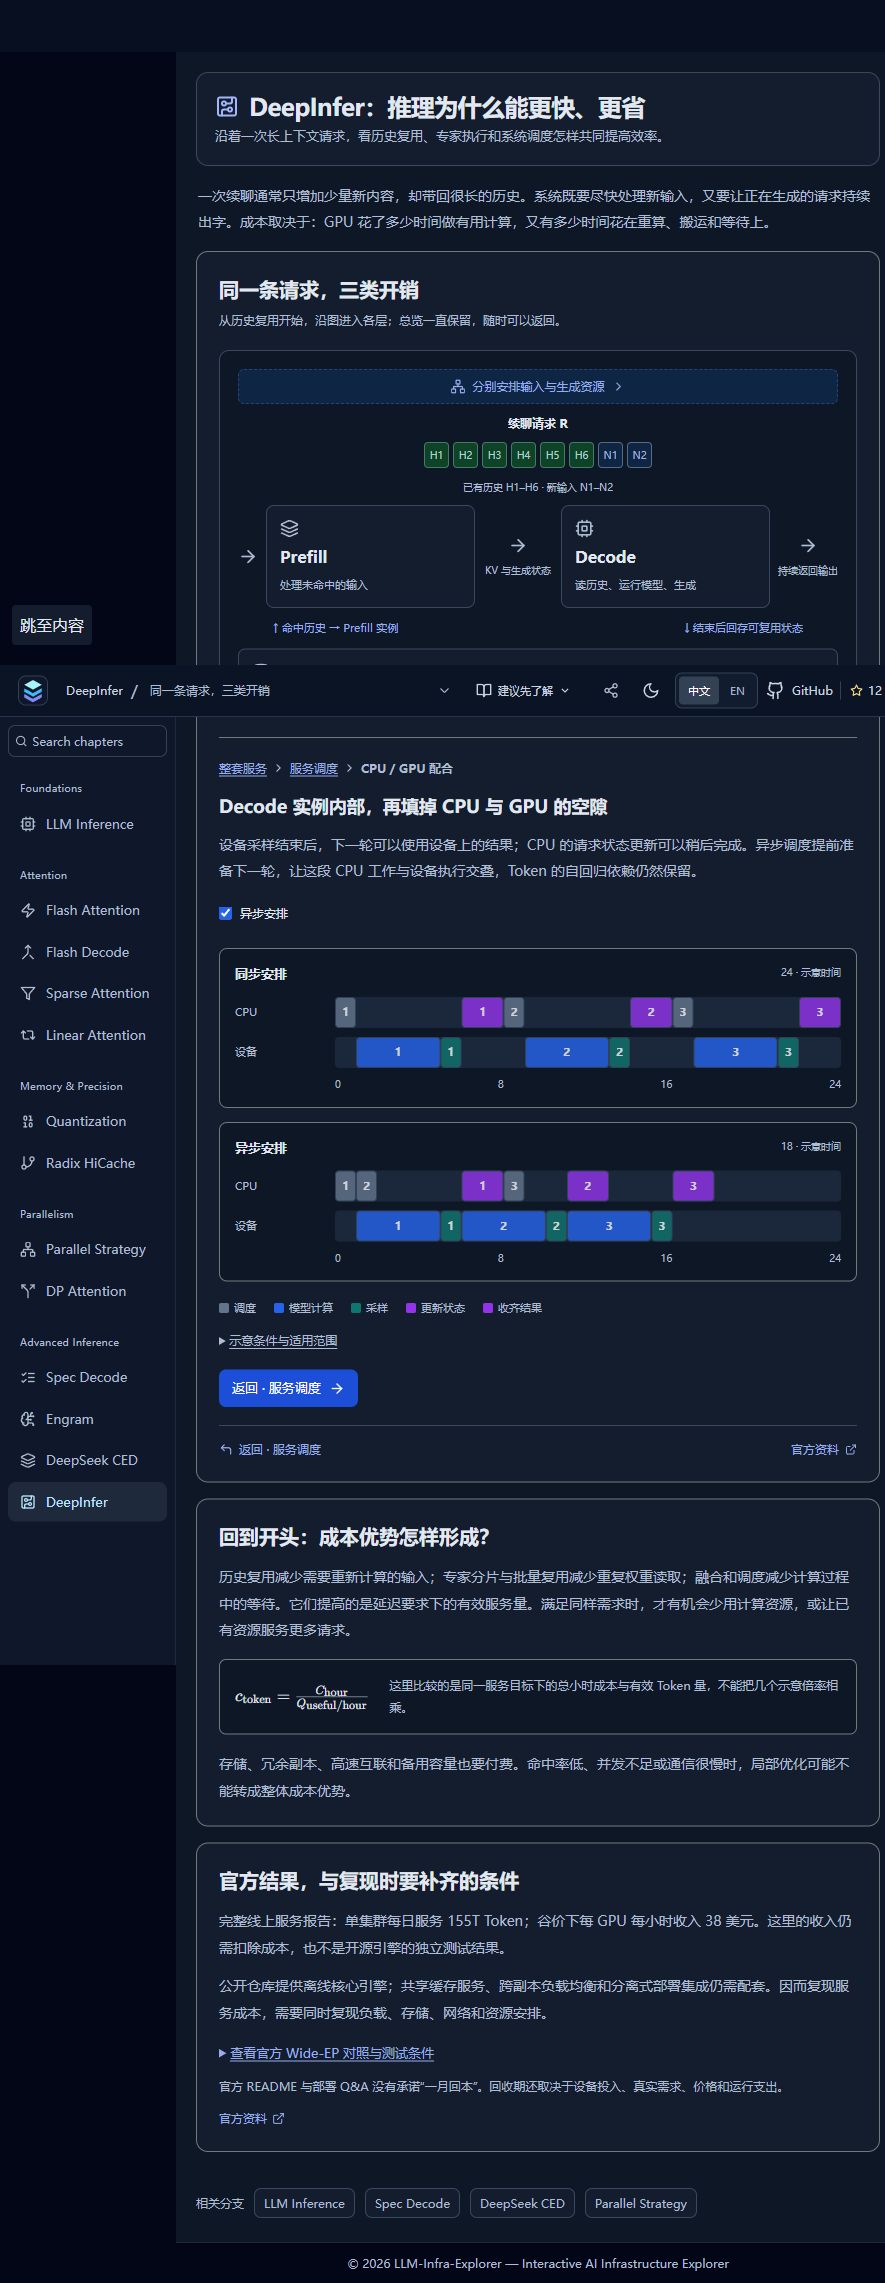 DeepInfer：推理为什么能更快、更省
沿着一次长上下文请求，看历史复用、专家执行和系统调度怎样共同提高效率。
一次续聊通常只增加少量新内容，却带回很长的历史。系统既要尽快处理新输入，又要让正在生成的请求持续
出字。成本取决于：GPU 花了多少时间做有用计算，又有多少时间花在重算、搬运和等待上。
同一条请求，三类开销
从历史复用开始，沿图进入各层；总览一直保留，随时可以返回。
分别安排输入与生成资源 >
续聊请求 R
H1 H2 H3 H4 H5 H6 N1 N2
已有历史 H1–H6 · 新输入 N1–N2
→
Prefill
处理未命中的输入
→
KV 与生成状态
Decode
读历史、运行模型、生成
→
持续返回输出
↑ 命中历史 → Prefill 实例
↓ 结束后回存可复用状态
跳至内容
DeepInfer / 同一条请求，三类开销
建议先了解
中文 EN
GitHub
12
Search chapters
Foundations
LLM Inference
Attention
Flash Attention
Flash Decode
Sparse Attention
Linear Attention
Memory & Precision
Quantization
Radix HiCache
Parallelism
Parallel Strategy
DP Attention
Advanced Inference
Spec Decode
Engram
DeepSeek CED
DeepInfer
整套服务 > 服务调度 > CPU / GPU 配合
Decode 实例内部，再填掉 CPU 与 GPU 的空隙
设备采样结束后，下一轮可以使用设备上的结果；CPU 的请求状态更新可以稍后完成。异步调度提前准
备下一轮，让这段 CPU 工作与设备执行交叠，Token 的自回归依赖仍然保留。
异步安排
同步安排
24 · 示意时间
CPU 1 1 2 2 3 3
设备 1 1 2 2 3 3
0 8 16 24
异步安排
18 · 示意时间
CPU 1 2 1 3 2 3
设备 1 1 2 2 3 3
0 8 16 24
调度 模型计算 采样 更新状态 收齐结果
▶ 示意条件与适用范围
返回 · 服务调度 →
返回 · 服务调度
官方资料
回到开头：成本优势怎样形成？
历史复用减少需要重新计算的输入；专家分片与批量复用减少重复权重读取；融合和调度减少计算过程
中的等待。它们提高的是延迟要求下的有效服务量。满足同样需求时，才有机会少用计算资源，或让已
有资源服务更多请求。
c_token = C_hour / Q_useful/hour
这里比较的是同一服务目标下的总小时成本与有效 Token 量，不能把几个示意倍率相
乘。
存储、冗余副本、高速互联和备用容量也要付费。命中率低、并发不足或通信很慢时，局部优化可能不
能转成整体成本优势。
官方结果，与复现时要补齐的条件
完整线上服务报告：单集群每日服务 155T Token；谷价下每 GPU 每小时收入 38 美元。这里的收入仍
需扣除成本，也不是开源引擎的独立测试结果。
公开仓库提供离线核心引擎；共享缓存服务、跨副本负载均衡和分离式部署集成仍需配套。因而复现服
务成本，需要同时复现负载、存储、网络和资源安排。
▶ 查看官方 Wide-EP 对照与测试条件
官方 README 与部署 Q&A 没有承诺“一月回本”。回收期还取决于设备投入、真实需求、价格和运行支出。
官方资料
相关分支 LLM Inference Spec Decode DeepSeek CED Parallel Strategy
© 2026 LLM-Infra-Explorer — Interactive AI Infrastructure Explorer